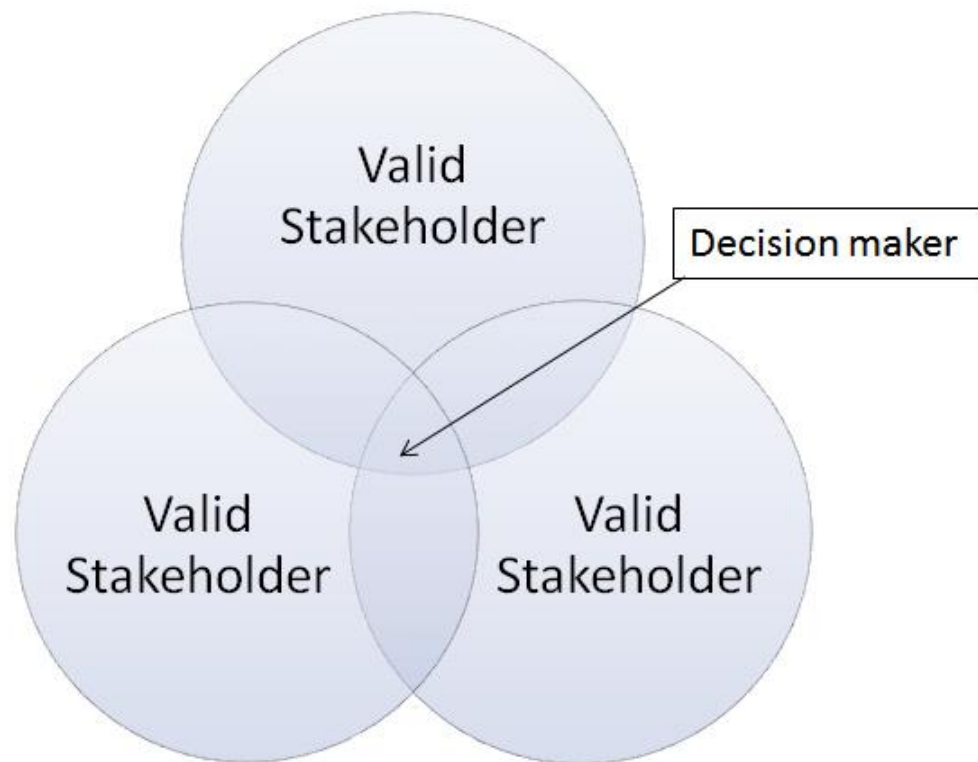 Valid
Stakeholder
Decision maker
Valid
Stakeholder
Valid
Stakeholder